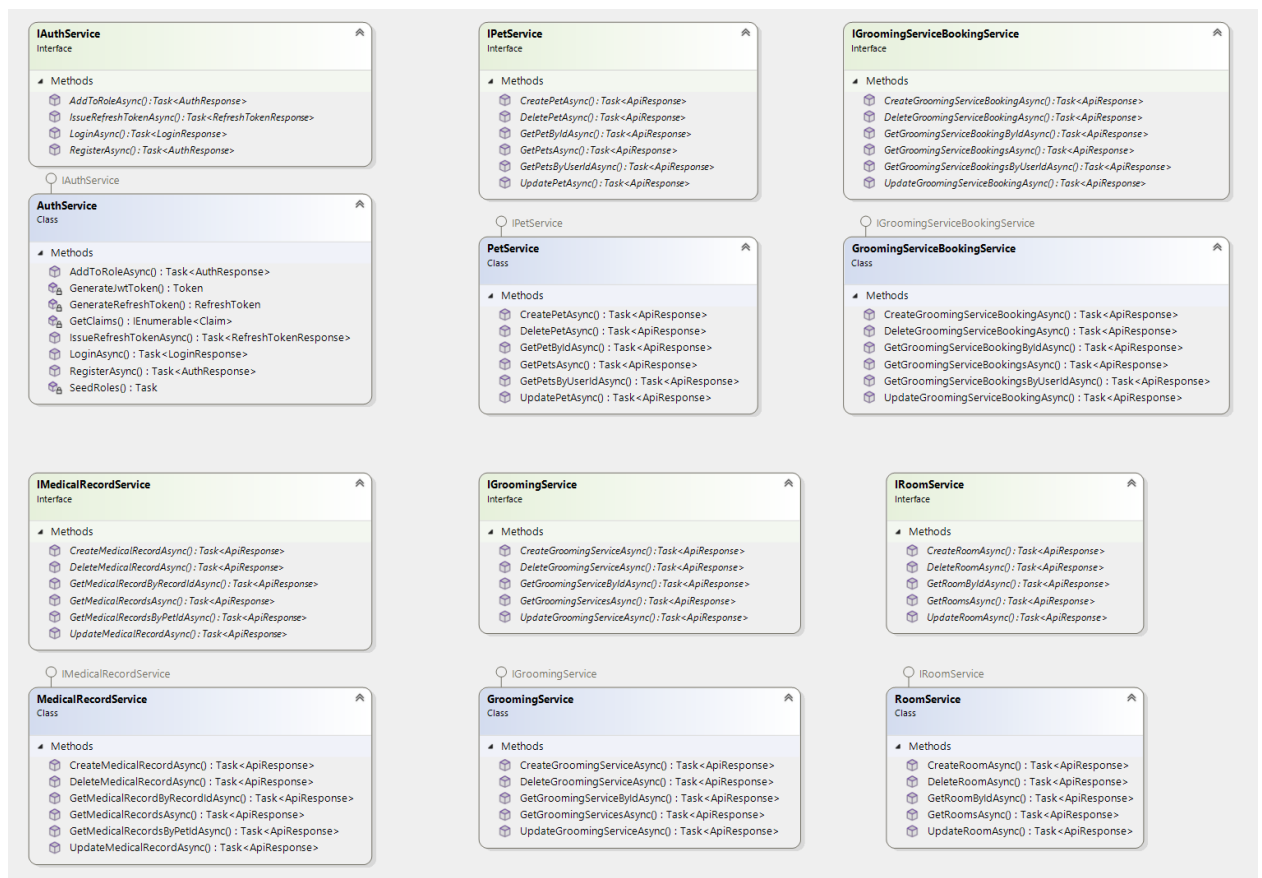 IAuthService
Interface
Methods
AddToRoleAsync() : Task<AuthResponse>
IssueRefreshTokenAsync() : Task<RefreshTokenResponse>
LoginAsync() : Task<LoginResponse>
RegisterAsync() : Task<AuthResponse>
IAuthService
AuthService
Class
Methods
AddToRoleAsync() : Task<AuthResponse>
GenerateJwtToken() : Token
GenerateRefreshToken() : RefreshToken
GetClaims() : IEnumerable<Claim>
IssueRefreshTokenAsync() : Task<RefreshTokenResponse>
LoginAsync() : Task<LoginResponse>
RegisterAsync() : Task<AuthResponse>
SeedRoles() : Task
IPetService
Interface
Methods
CreatePetAsync() : Task<ApiResponse>
DeletePetAsync() : Task<ApiResponse>
GetPetByIdAsync() : Task<ApiResponse>
GetPetsAsync() : Task<ApiResponse>
GetPetsByUserIdAsync() : Task<ApiResponse>
UpdatePetAsync() : Task<ApiResponse>
IPetService
PetService
Class
Methods
CreatePetAsync() : Task<ApiResponse>
DeletePetAsync() : Task<ApiResponse>
GetPetByIdAsync() : Task<ApiResponse>
GetPetsAsync() : Task<ApiResponse>
GetPetsByUserIdAsync() : Task<ApiResponse>
UpdatePetAsync() : Task<ApiResponse>
IGroomingServiceBookingService
Interface
Methods
CreateGroomingServiceBookingAsync() : Task<ApiResponse>
DeleteGroomingServiceBookingAsync() : Task<ApiResponse>
GetGroomingServiceBookingByIdAsync() : Task<ApiResponse>
GetGroomingServiceBookingsAsync() : Task<ApiResponse>
GetGroomingServiceBookingsByUserIdAsync() : Task<ApiResponse>
UpdateGroomingServiceBookingAsync() : Task<ApiResponse>
IGroomingServiceBookingService
GroomingServiceBookingService
Class
Methods
CreateGroomingServiceBookingAsync() : Task<ApiResponse>
DeleteGroomingServiceBookingAsync() : Task<ApiResponse>
GetGroomingServiceBookingByIdAsync() : Task<ApiResponse>
GetGroomingServiceBookingsAsync() : Task<ApiResponse>
GetGroomingServiceBookingsByUserIdAsync() : Task<ApiResponse>
UpdateGroomingServiceBookingAsync() : Task<ApiResponse>
IMedicalRecordService
Interface
Methods
CreateMedicalRecordAsync() : Task<ApiResponse>
DeleteMedicalRecordAsync() : Task<ApiResponse>
GetMedicalRecordByRecordIdAsync() : Task<ApiResponse>
GetMedicalRecordsAsync() : Task<ApiResponse>
GetMedicalRecordsByPetIdAsync() : Task<ApiResponse>
UpdateMedicalRecordAsync() : Task<ApiResponse>
IMedicalRecordService
MedicalRecordService
Class
Methods
CreateMedicalRecordAsync() : Task<ApiResponse>
DeleteMedicalRecordAsync() : Task<ApiResponse>
GetMedicalRecordByRecordIdAsync() : Task<ApiResponse>
GetMedicalRecordsAsync() : Task<ApiResponse>
GetMedicalRecordsByPetIdAsync() : Task<ApiResponse>
UpdateMedicalRecordAsync() : Task<ApiResponse>
IGroomingService
Interface
Methods
CreateGroomingServiceAsync() : Task<ApiResponse>
DeleteGroomingServiceAsync() : Task<ApiResponse>
GetGroomingServiceByIdAsync() : Task<ApiResponse>
GetGroomingServicesAsync() : Task<ApiResponse>
UpdateGroomingServiceAsync() : Task<ApiResponse>
IGroomingService
GroomingService
Class
Methods
CreateGroomingServiceAsync() : Task<ApiResponse>
DeleteGroomingServiceAsync() : Task<ApiResponse>
GetGroomingServiceByIdAsync() : Task<ApiResponse>
GetGroomingServicesAsync() : Task<ApiResponse>
UpdateGroomingServiceAsync() : Task<ApiResponse>
IRoomService
Interface
Methods
CreateRoomAsync() : Task<ApiResponse>
DeleteRoomAsync() : Task<ApiResponse>
GetRoomByIdAsync() : Task<ApiResponse>
GetRoomsAsync() : Task<ApiResponse>
UpdateRoomAsync() : Task<ApiResponse>
IRoomService
RoomService
Class
Methods
CreateRoomAsync() : Task<ApiResponse>
DeleteRoomAsync() : Task<ApiResponse>
GetRoomByIdAsync() : Task<ApiResponse>
GetRoomsAsync() : Task<ApiResponse>
UpdateRoomAsync() : Task<ApiResponse>